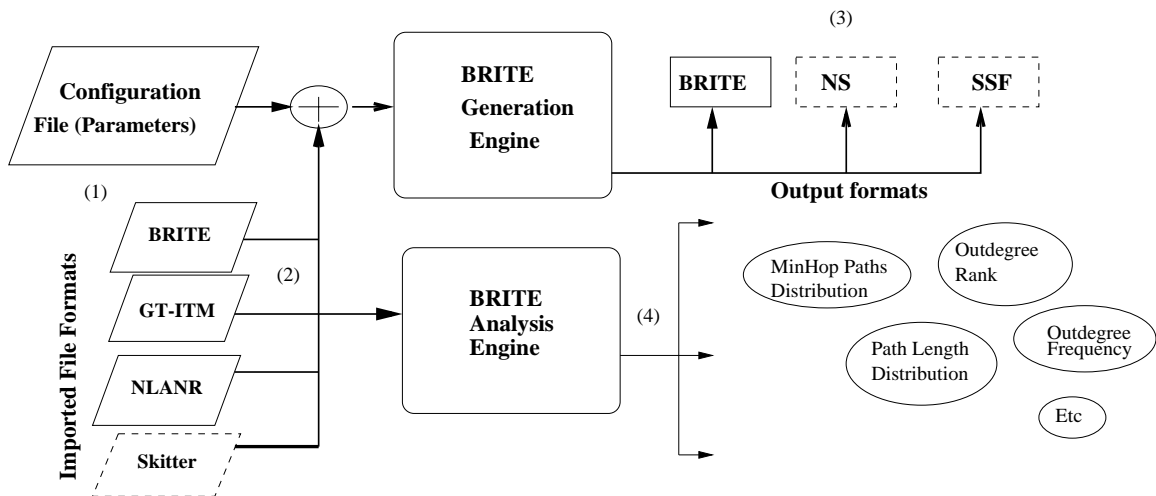 (3)
Configuration
File (Parameters)
BRITE
Generation
Engine
BRITE
NS
SSF
Output formats
(1)
Imported File Formats
BRITE
GT-ITM
NLANR
Skitter
(2)
BRITE
Analysis
Engine
(4)
MinHop Paths
Distribution
Outdegree
Rank
Path Length
Distribution
Outdegree
Frequency
Etc